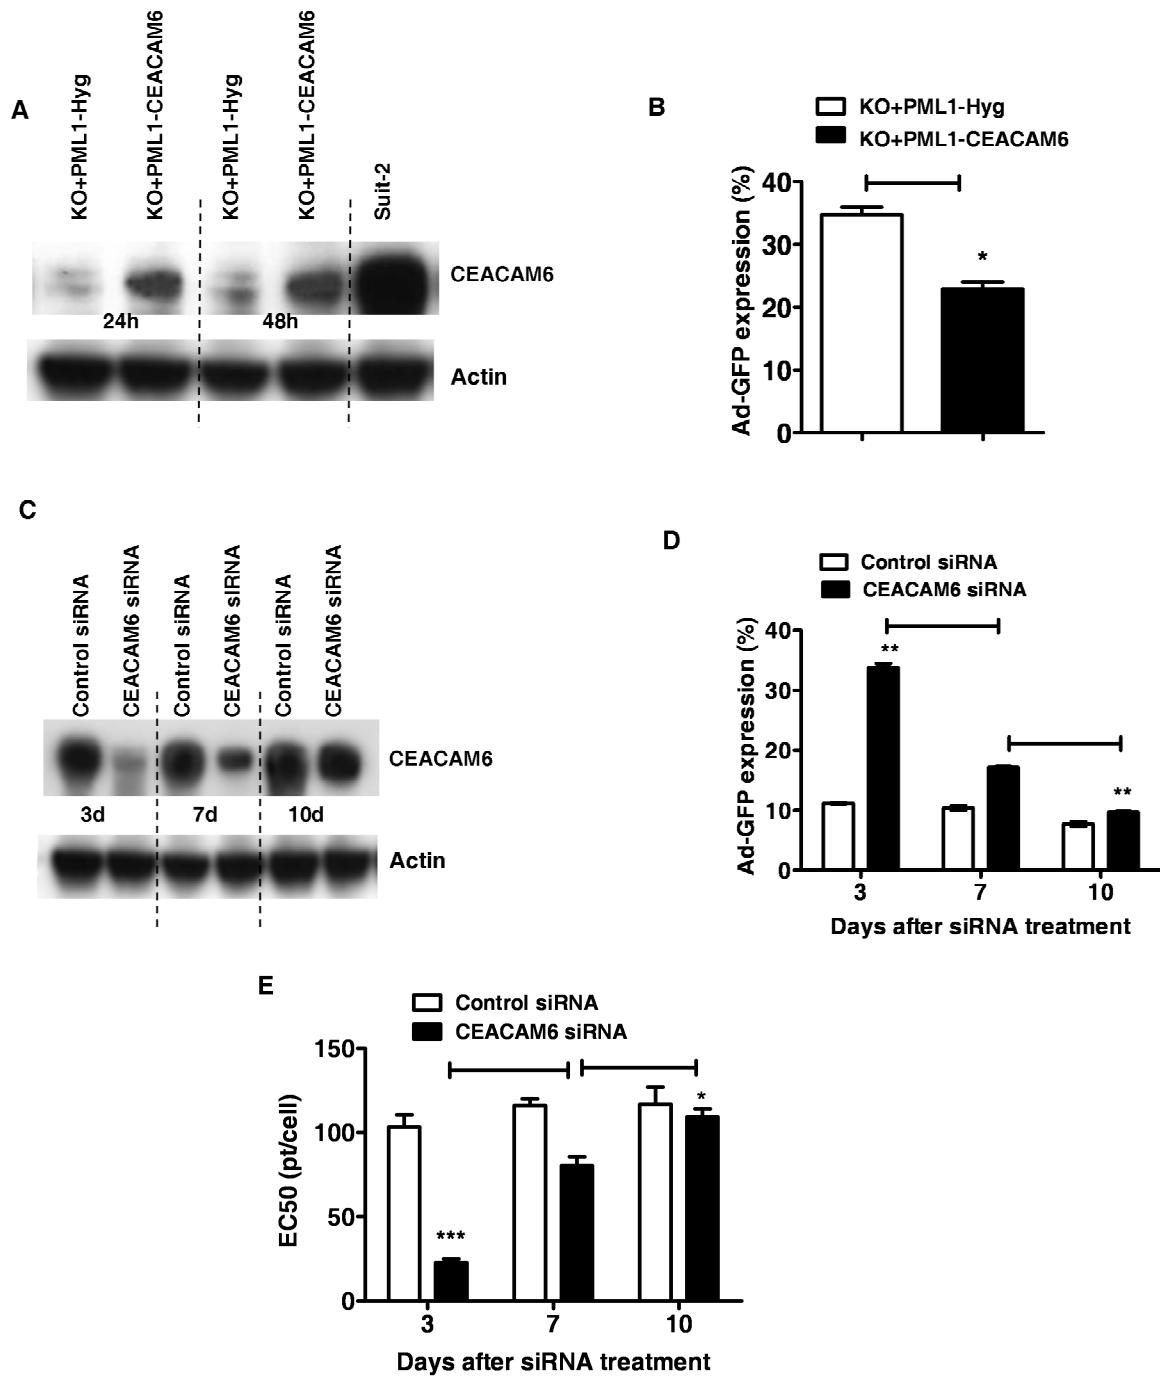 A
KO+PML1-Hyg
KO+PML1-CEACAM6
KO+PML1-Hyg
KO+PML1-CEACAM6
Suit-2
CEACAM6
24h
48h
Actin
B
KO+PML1-Hyg
KO+PML1-CEACAM6
Ad-GFP expression (%)
40
30
20
10
0
*
C
Control siRNA
CEACAM6 siRNA
Control siRNA
CEACAM6 siRNA
Control siRNA
CEACAM6 siRNA
CEACAM6
3d
7d
10d
Actin
D
Control siRNA
CEACAM6 siRNA
Ad-GFP expression (%)
40
30
20
10
0
**
**
3
7
10
Days after siRNA treatment
E
Control siRNA
CEACAM6 siRNA
EC50 (pt/cell)
150
100
50
0
***
*
3
7
10
Days after siRNA treatment